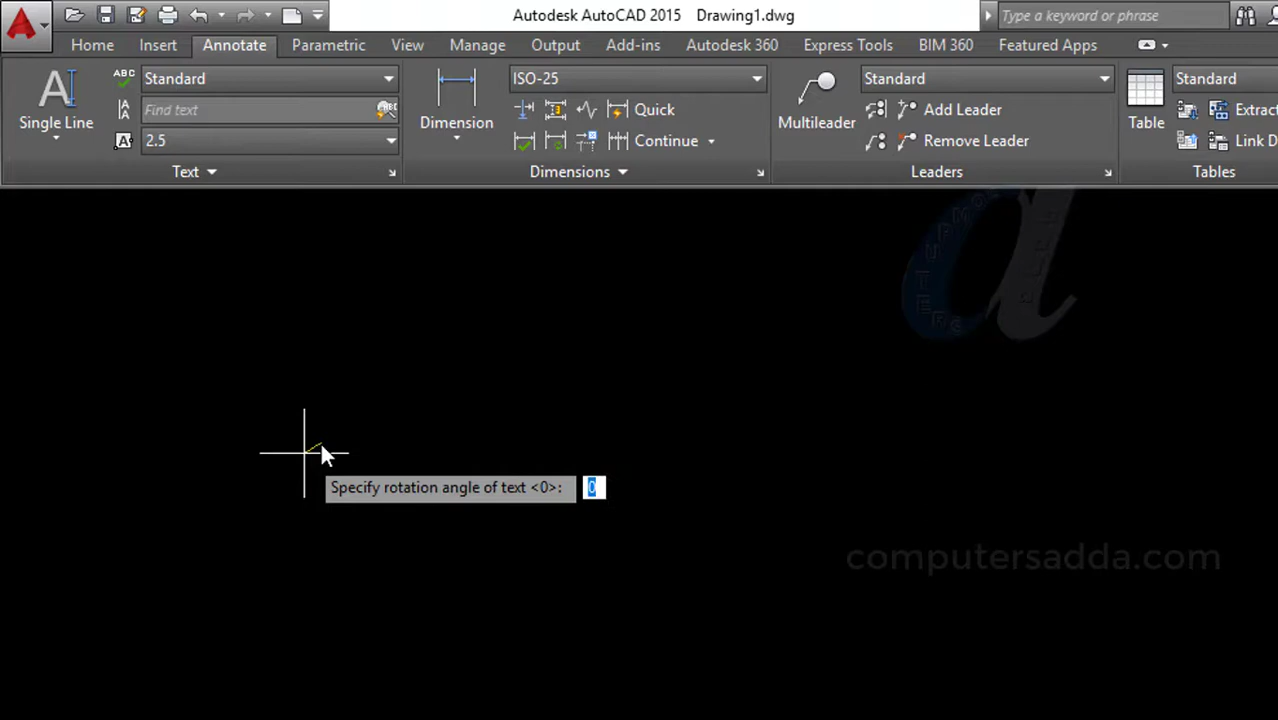 Autodesk AutoCAD 2015 Drawing1.dwg
Type a keyword or phrase
Home Insert Annotate Parametric View Manage Output Add-ins Autodesk 360 Express Tools BIM 360 Featured Apps
A Single Line
ABC Standard
Find text
2.5
Text
Dimension
ISO-25
Quick
Continue
Dimensions
Multileader
Standard
Add Leader
Remove Leader
Leaders
Table
Standard
Extrac
Link D
Tables
Specify rotation angle of text <0>: 0
computersadda.com